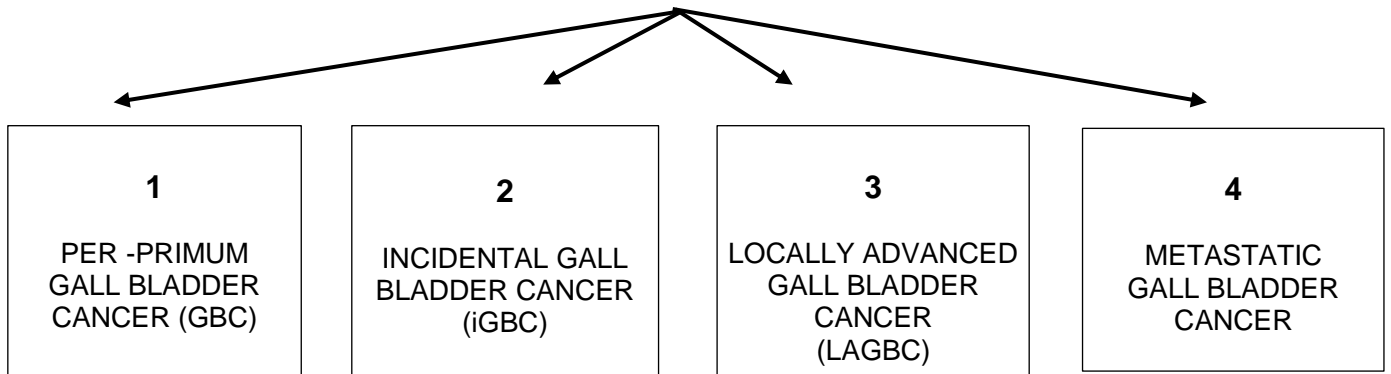 1
PER -PRIMUM
GALL BLADDER
CANCER (GBC)
2
INCIDENTAL GALL
BLADDER CANCER
(iGBC)
3
LOCALLY ADVANCED
GALL BLADDER
CANCER
(LAGBC)
4
METASTATIC
GALL BLADDER
CANCER